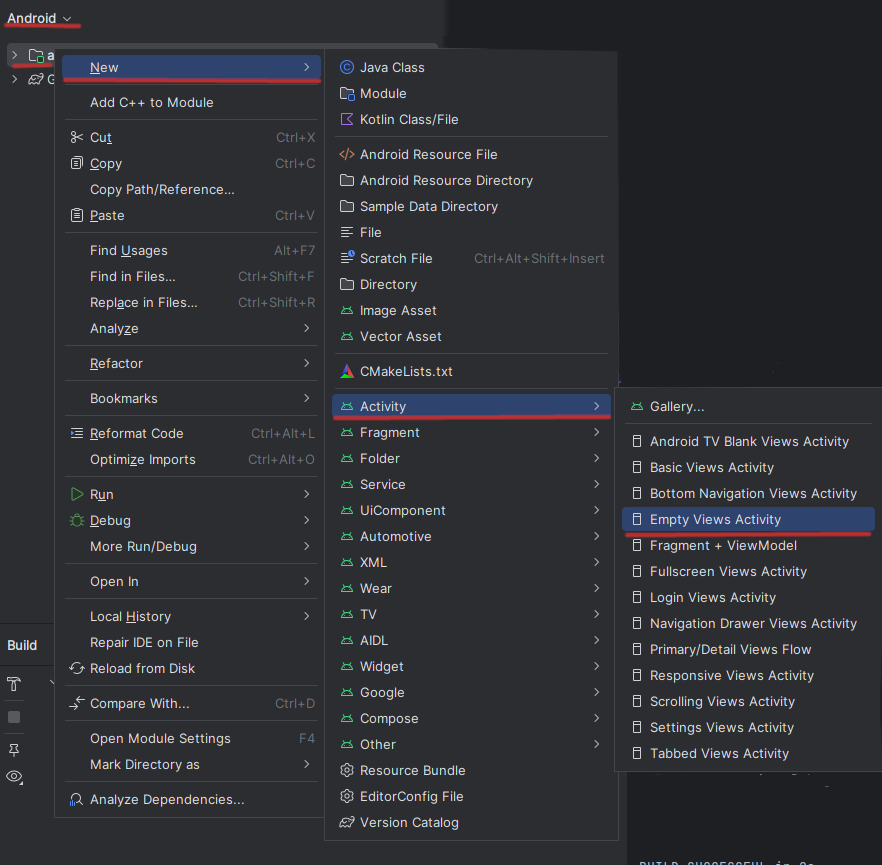 Android
a
New
Add C++ to Module
Cut Ctrl+X
Copy Ctrl+C
Copy Path/Reference...
Paste Ctrl+V
Find Usages Alt+F7
Find in Files... Ctrl+Shift+F
Replace in Files... Ctrl+Shift+R
Analyze
Refactor
Bookmarks
Reformat Code Ctrl+Alt+L
Optimize Imports Ctrl+Alt+O
Run
Debug
More Run/Debug
Open In
Local History
Repair IDE on File
Reload from Disk
Compare With... Ctrl+D
Open Module Settings F4
Mark Directory as
Analyze Dependencies...
Java Class
Module
Kotlin Class/File
Android Resource File
Android Resource Directory
Sample Data Directory
File
Scratch File Ctrl+Alt+Shift+Insert
Directory
Image Asset
Vector Asset
CMakeLists.txt
Activity
Fragment
Folder
Service
UiComponent
Automotive
XML
Wear
TV
AIDL
Widget
Google
Compose
Other
Resource Bundle
EditorConfig File
Version Catalog
Gallery...
Android TV Blank Views Activity
Basic Views Activity
Bottom Navigation Views Activity
Empty Views Activity
Fragment + ViewModel
Fullscreen Views Activity
Login Views Activity
Navigation Drawer Views Activity
Primary/Detail Views Flow
Responsive Views Activity
Scrolling Views Activity
Settings Views Activity
Tabbed Views Activity
Build